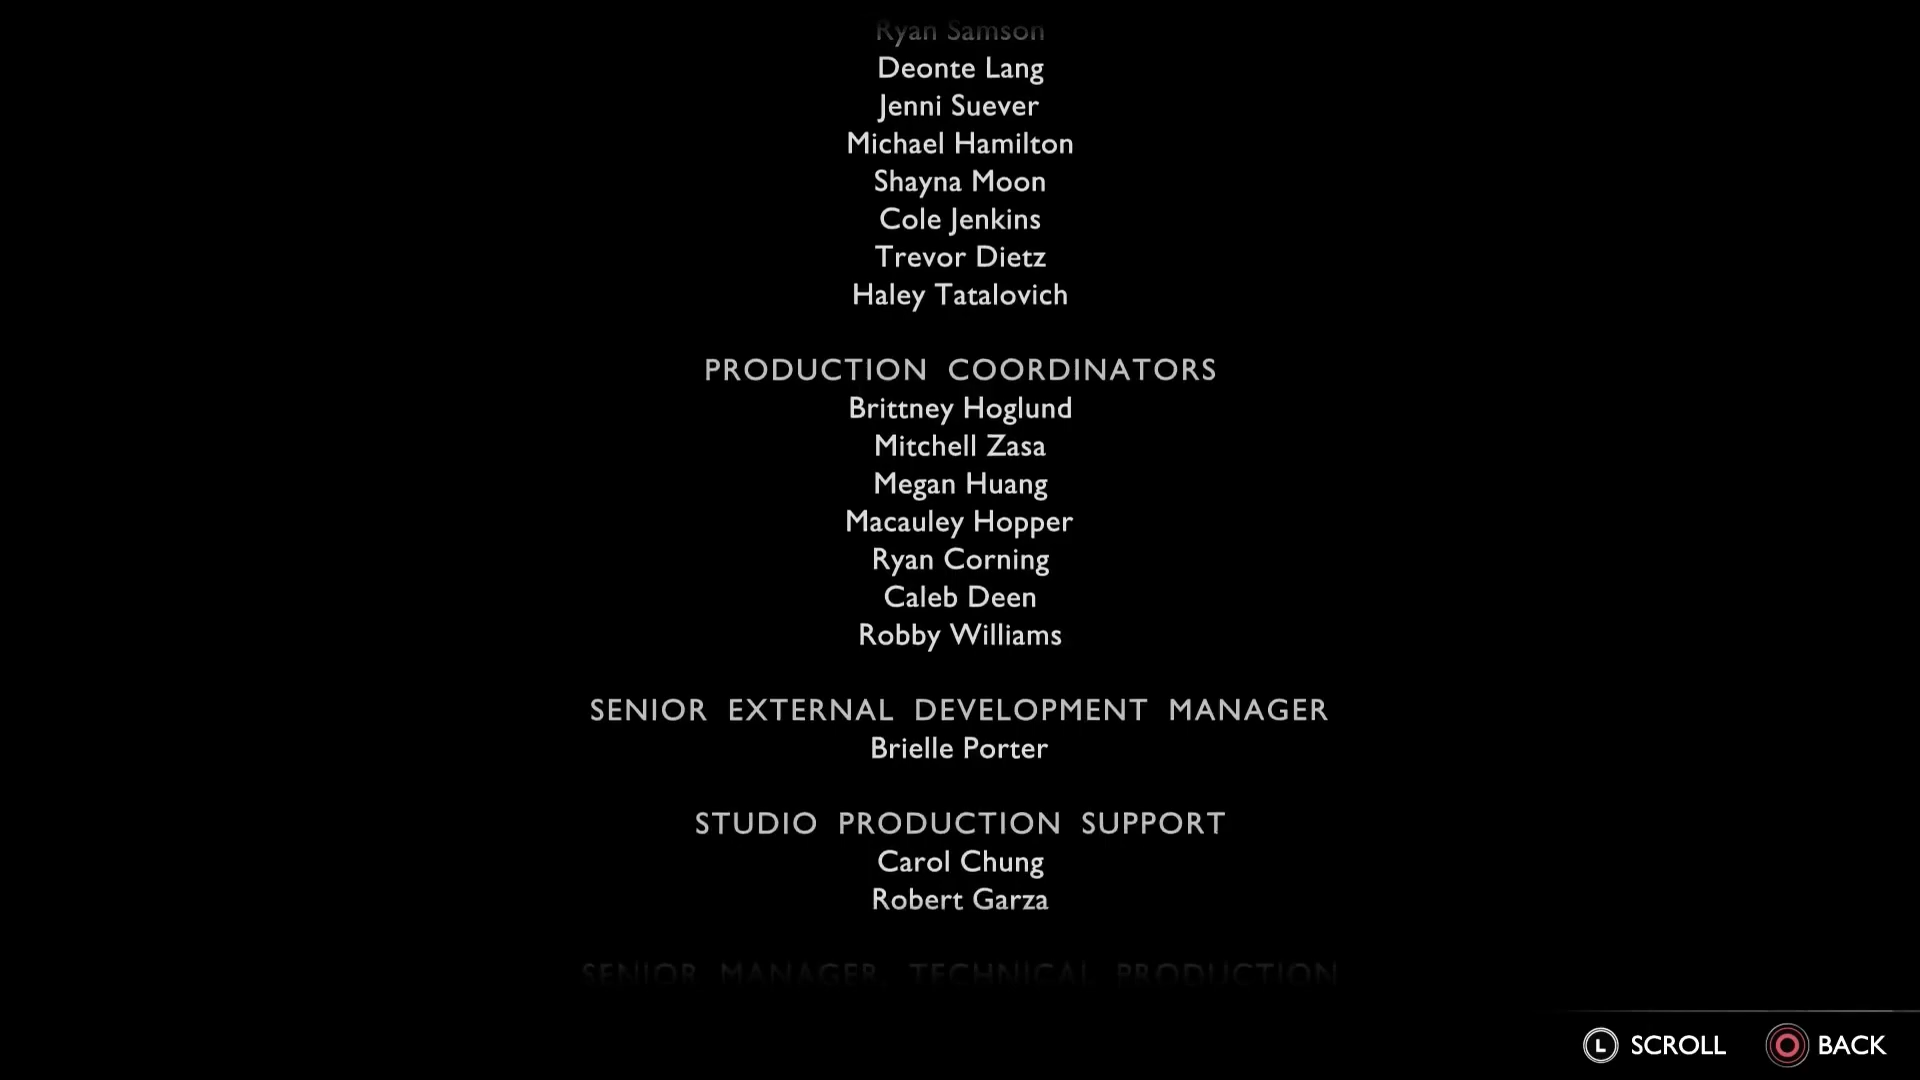 Ryan Samson
Deonte Lang
Jenni Suever
Michael Hamilton
Shayna Moon
Cole Jenkins
Trevor Dietz
Haley Tatalovich
PRODUCTION COORDINATORS
Brittney Hoglund
Mitchell Zasa
Megan Huang
Macauley Hopper
Ryan Corning
Caleb Deen
Robby Williams
SENIOR EXTERNAL DEVELOPMENT MANAGER
Brielle Porter
STUDIO PRODUCTION SUPPORT
Carol Chung
Robert Garza
SENIOR MANAGER, TECHNICAL PRODUCTION
L SCROLL BACK